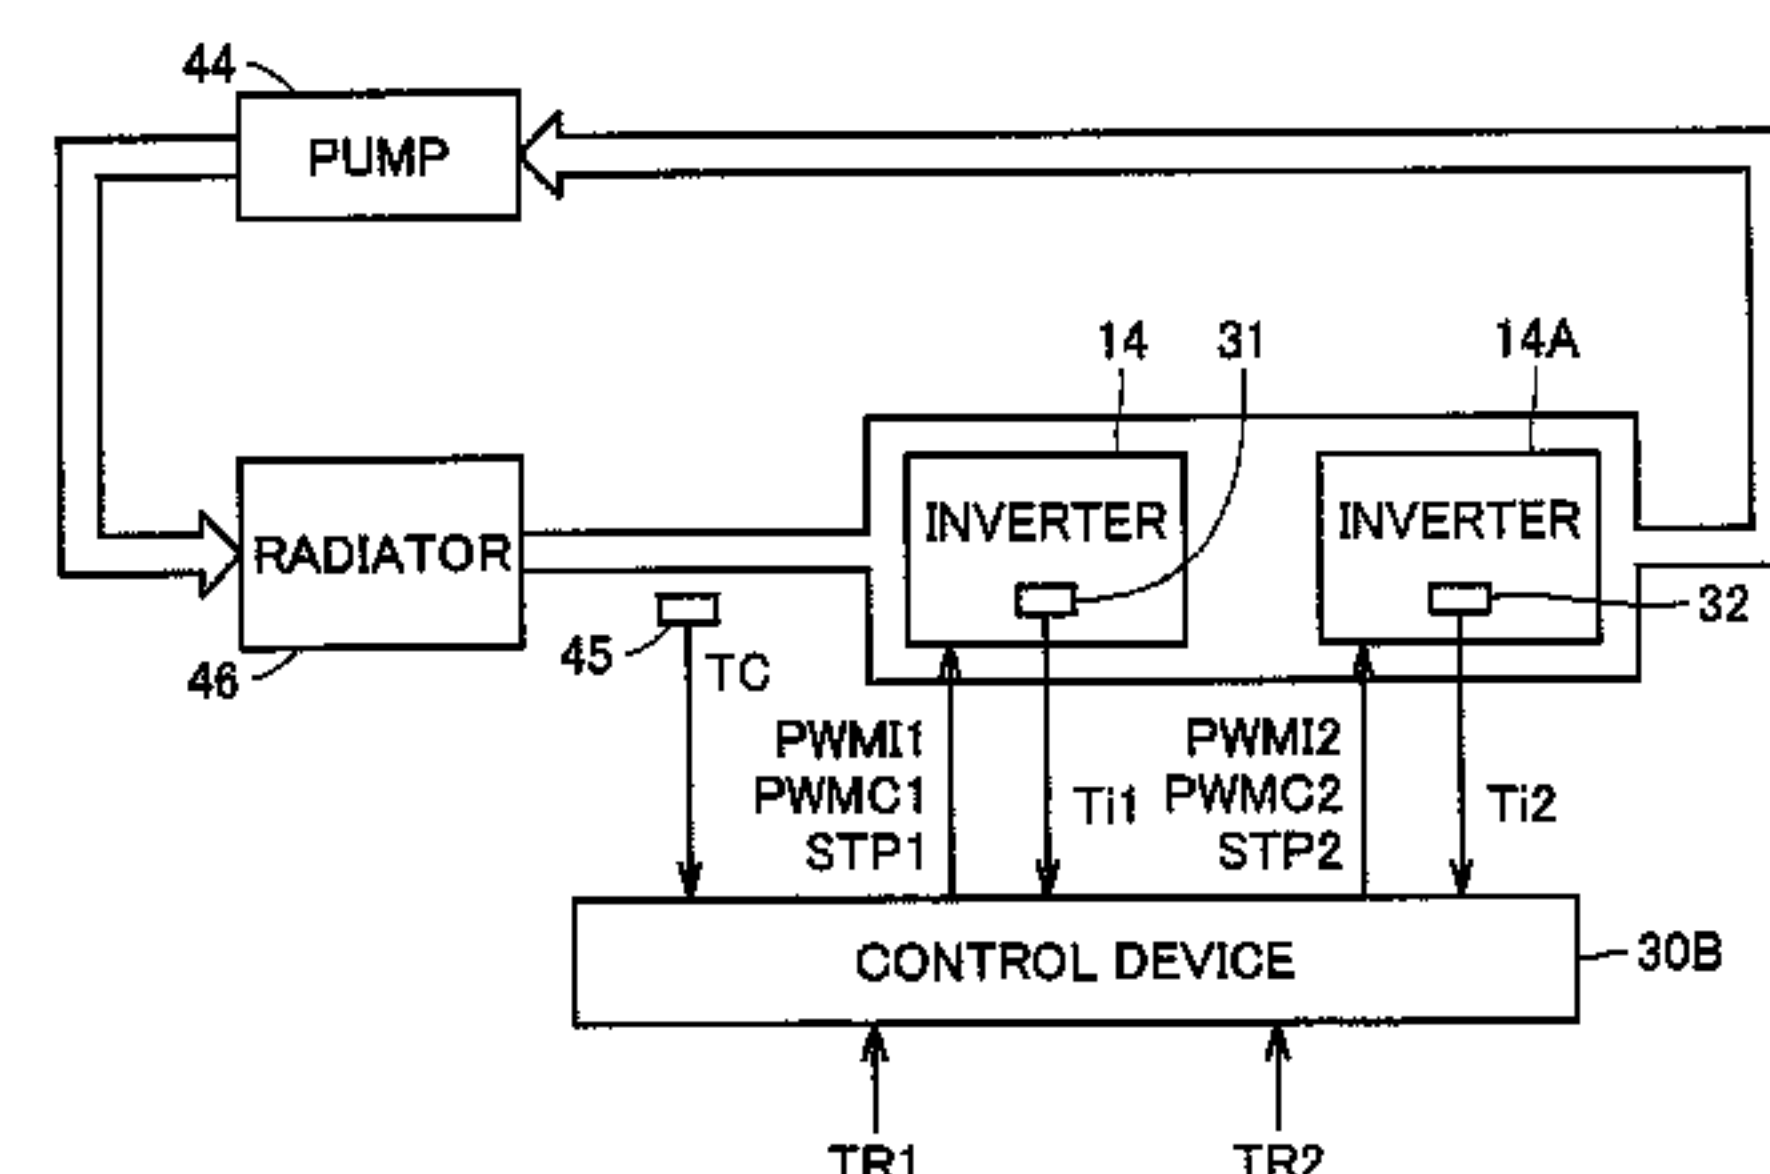 44
PUMP
14
31
14A
INVERTER
INVERTER
RADIATOR
32
45
46
TC
PWMI1
PWMC1
STP1
Ti1
PWMI2
PWMC2
STP2
Ti2
CONTROL DEVICE
30B
TR1
TR2